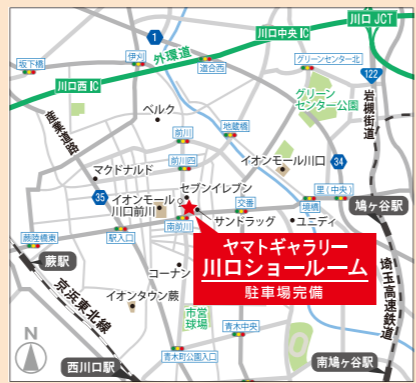 川口JCT
1
川口中央IC
伊刈
外環道
坂下橋
道合西
グリーンセンター北
122
川口西IC
グリーン
センター公園
岩槻街道
ベルク
産業道路
地蔵橋
前川
前川四
イオンモール川口
34
マクドナルド
セブンイレブン
里(中央)
35
イオンモール
川口前川
交番
境橋
鳩ヶ谷駅
南前川
サンドラッグ
ユニディ
駅入口
蕨陸橋東
ヤマトギャラリー
川口ショールーム
駐車場完備
蕨駅
コーナン
京浜東北線
イオンタウン蕨
埼玉高速鉄道
市営
球場
青木中央
N
西川口駅
青木町公園入口
南鳩ヶ谷駅